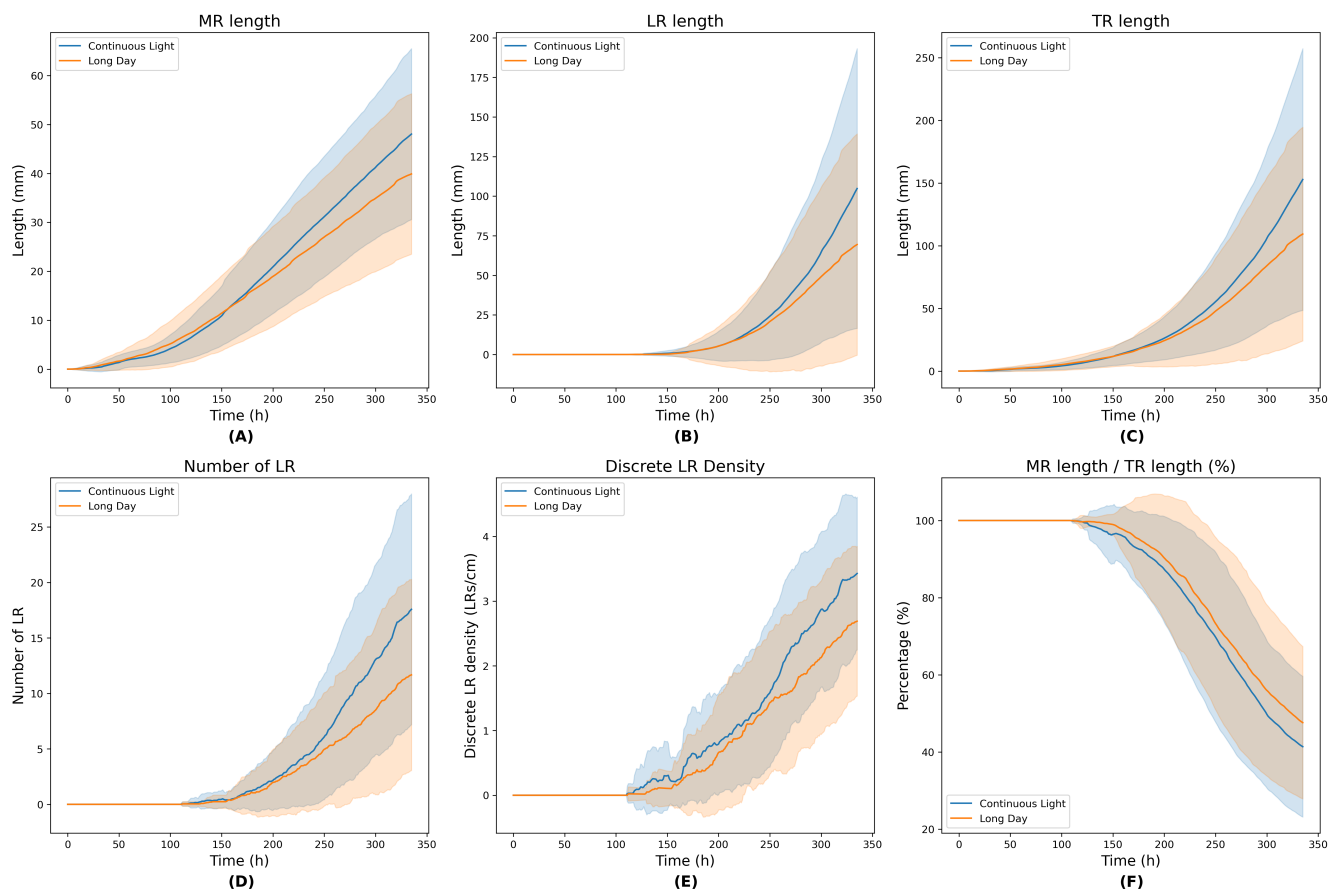 MR length
Continuous Light
Long Day
Length (mm)
60
50
40
30
20
10
0
0 50 100 150 200 250 300 350
Time (h)
(A)
LR length
Continuous Light
Long Day
Length (mm)
200
175
150
125
100
75
50
25
0
0 50 100 150 200 250 300 350
Time (h)
(B)
TR length
Continuous Light
Long Day
Length (mm)
250
200
150
100
50
0
0 50 100 150 200 250 300 350
Time (h)
(C)
Number of LR
Continuous Light
Long Day
Number of LR
25
20
15
10
5
0
0 50 100 150 200 250 300 350
Time (h)
(D)
Discrete LR Density
Continuous Light
Long Day
Discrete LR density (LRs/cm)
4
3
2
1
0
0 50 100 150 200 250 300 350
Time (h)
(E)
MR length / TR length (%)
Percentage (%)
100
80
60
40
20
Continuous Light
Long Day
0 50 100 150 200 250 300 350
Time (h)
(F)